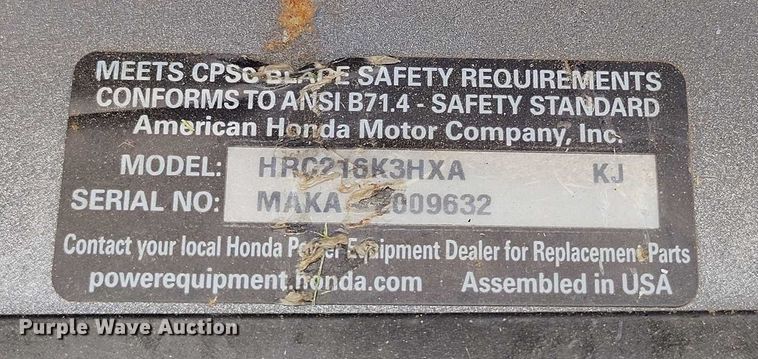 MEETS CPSC BLADE SAFETY REQUIREMENTS
CONFORMS TO ANSI B71.4 - SAFETY STANDARD
American Honda Motor Company, Inc.
MODEL: HRC216K3HXA KJ
SERIAL NO: MAKA 009632
Contact your local Honda Power Equipment Dealer for Replacement Parts
powerequipment.honda.com Assembled in USA
Purple Wave Auction